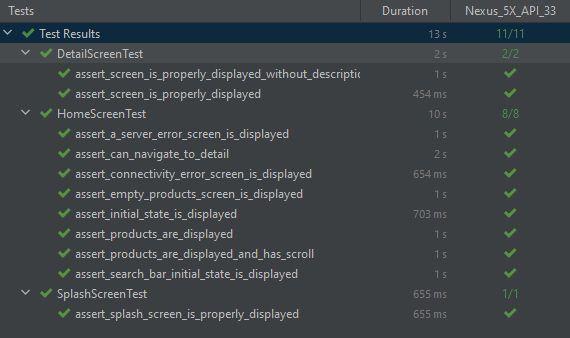 Tests Duration Nexus_5X_API_33
Test Results 13 s 11/11
DetailScreenTest 2 s 2/2
assert_screen_is_properly_displayed_without_descriptic 1 s
assert_screen_is_properly_displayed 454 ms
HomeScreenTest 10 s 8/8
assert_a_server_error_screen_is_displayed 1 s
assert_can_navigate_to_detail 2 s
assert_connectivity_error_screen_is_displayed 654 ms
assert_empty_products_screen_is_displayed 1 s
assert_initial_state_is_displayed 703 ms
assert_products_are_displayed 1 s
assert_products_are_displayed_and_has_scroll 1 s
assert_search_bar_initial_state_is_displayed 1 s
SplashScreenTest 655 ms 1/1
assert_splash_screen_is_properly_displayed 655 ms